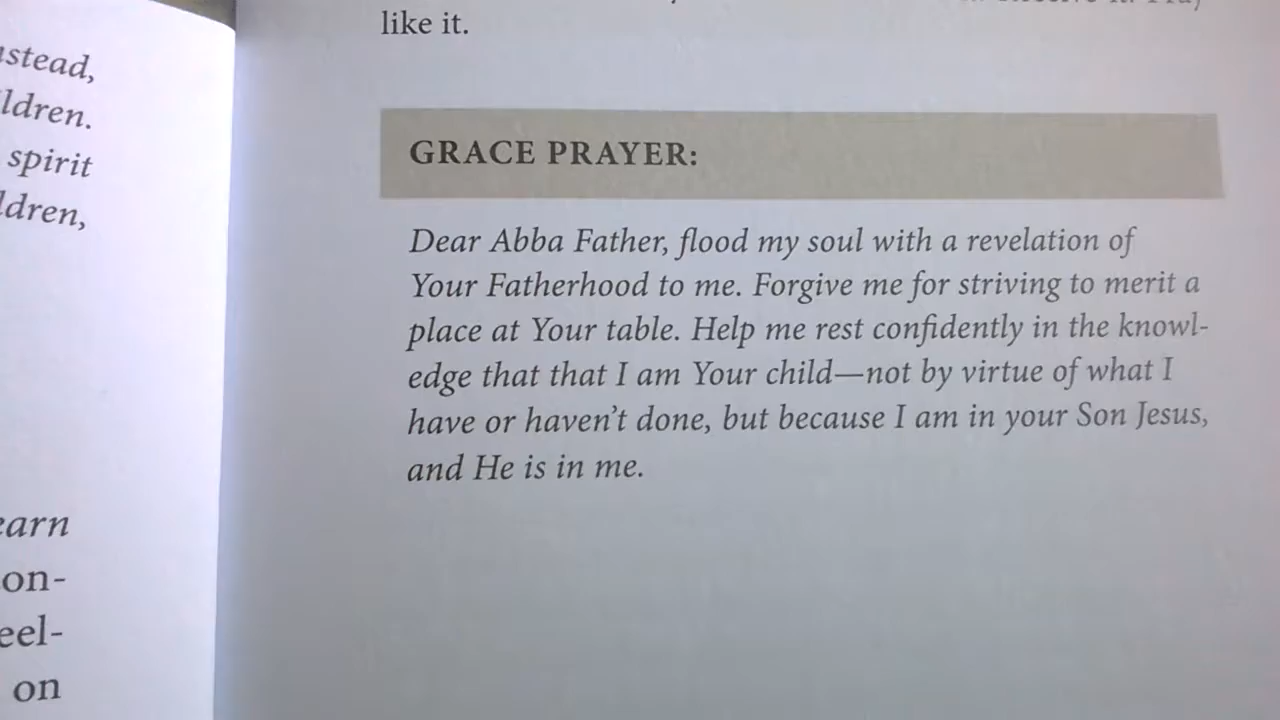 stead,
ldren.
spirit
ldren,
earn
on-
eel-
on
like it.
GRACE PRAYER:
Dear Abba Father, flood my soul with a revelation of
Your Fatherhood to me. Forgive me for striving to merit a
place at Your table. Help me rest confidently in the knowl-
edge that that I am Your child—not by virtue of what I
have or haven't done, but because I am in your Son Jesus,
and He is in me.